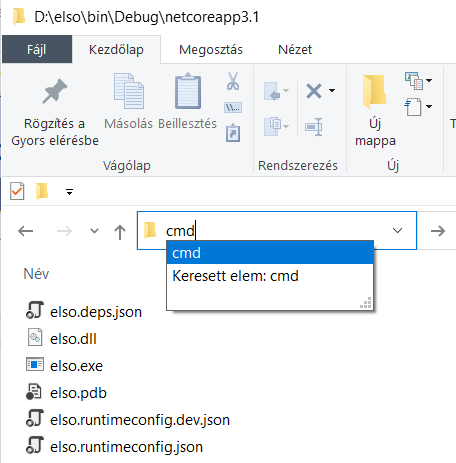 D:\elso\bin\Debug\netcoreapp3.1
Fájl Kezdőlap Megosztás Nézet
Rögzítés a
Gyors elérésbe
Másolás
Beillesztés
Új
mappa
Vágólap
Rendszerezés
Új
cmd
cmd
Keresett elem: cmd
Név
elso.deps.json
elso.dll
elso.exe
elso.pdb
elso.runtimeconfig.dev.json
elso.runtimeconfig.json